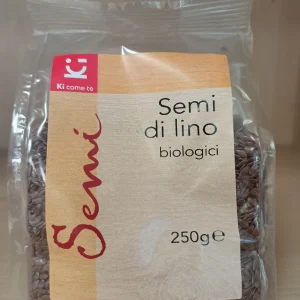 Ki
Ki come te
Semi
Semi
di lino
biologici
250g e